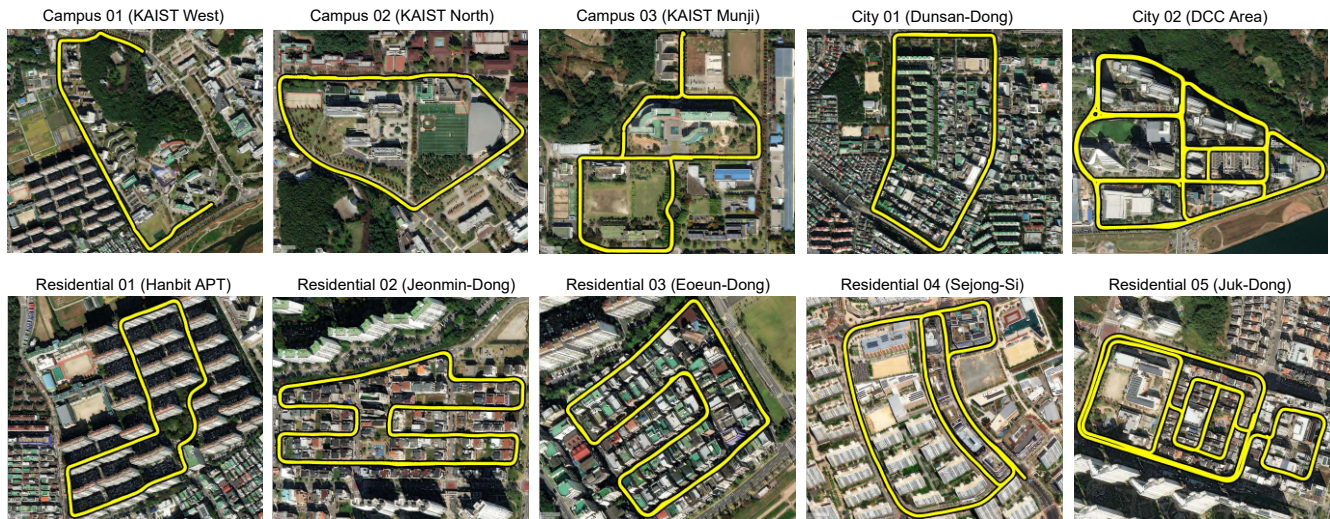 Campus 01 (KAIST West)
Campus 02 (KAIST North)
Campus 03 (KAIST Munji)
City 01 (Dunsan-Dong)
City 02 (DCC Area)
Residential 01 (Hanbit APT)
Residential 02 (Jeonmin-Dong)
Residential 03 (Eoeun-Dong)
Residential 04 (Sejong-Si)
Residential 05 (Juk-Dong)